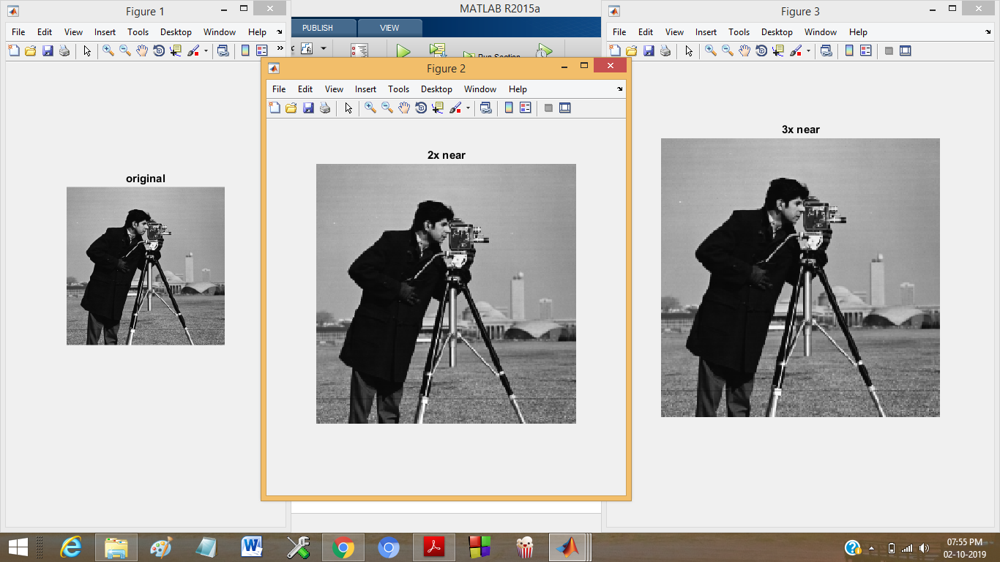 Figure 1
File Edit View Insert Tools Desktop Window Help
original
MATLAB R2015a
PUBLISH VIEW
Run Section
Figure 2
File Edit View Insert Tools Desktop Window Help
2x near
Figure 3
File Edit View Insert Tools Desktop Window Help
3x near
07:55 PM
02-10-2019